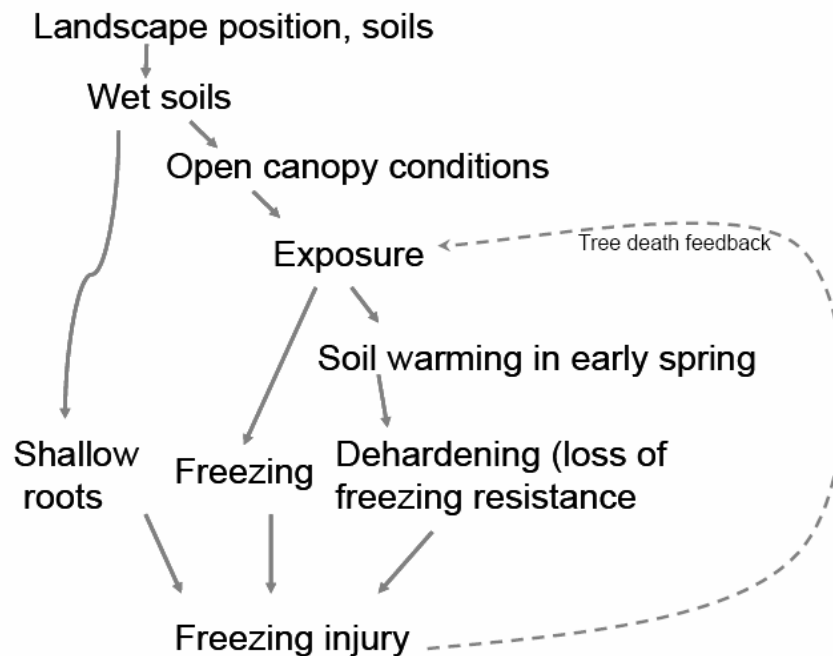 Landscape position, soils
Wet soils
Open canopy conditions
Tree death feedback
Exposure
Soil warming in early spring
Shallow
roots
Freezing
Dehardening (loss of
freezing resistance
Freezing injury